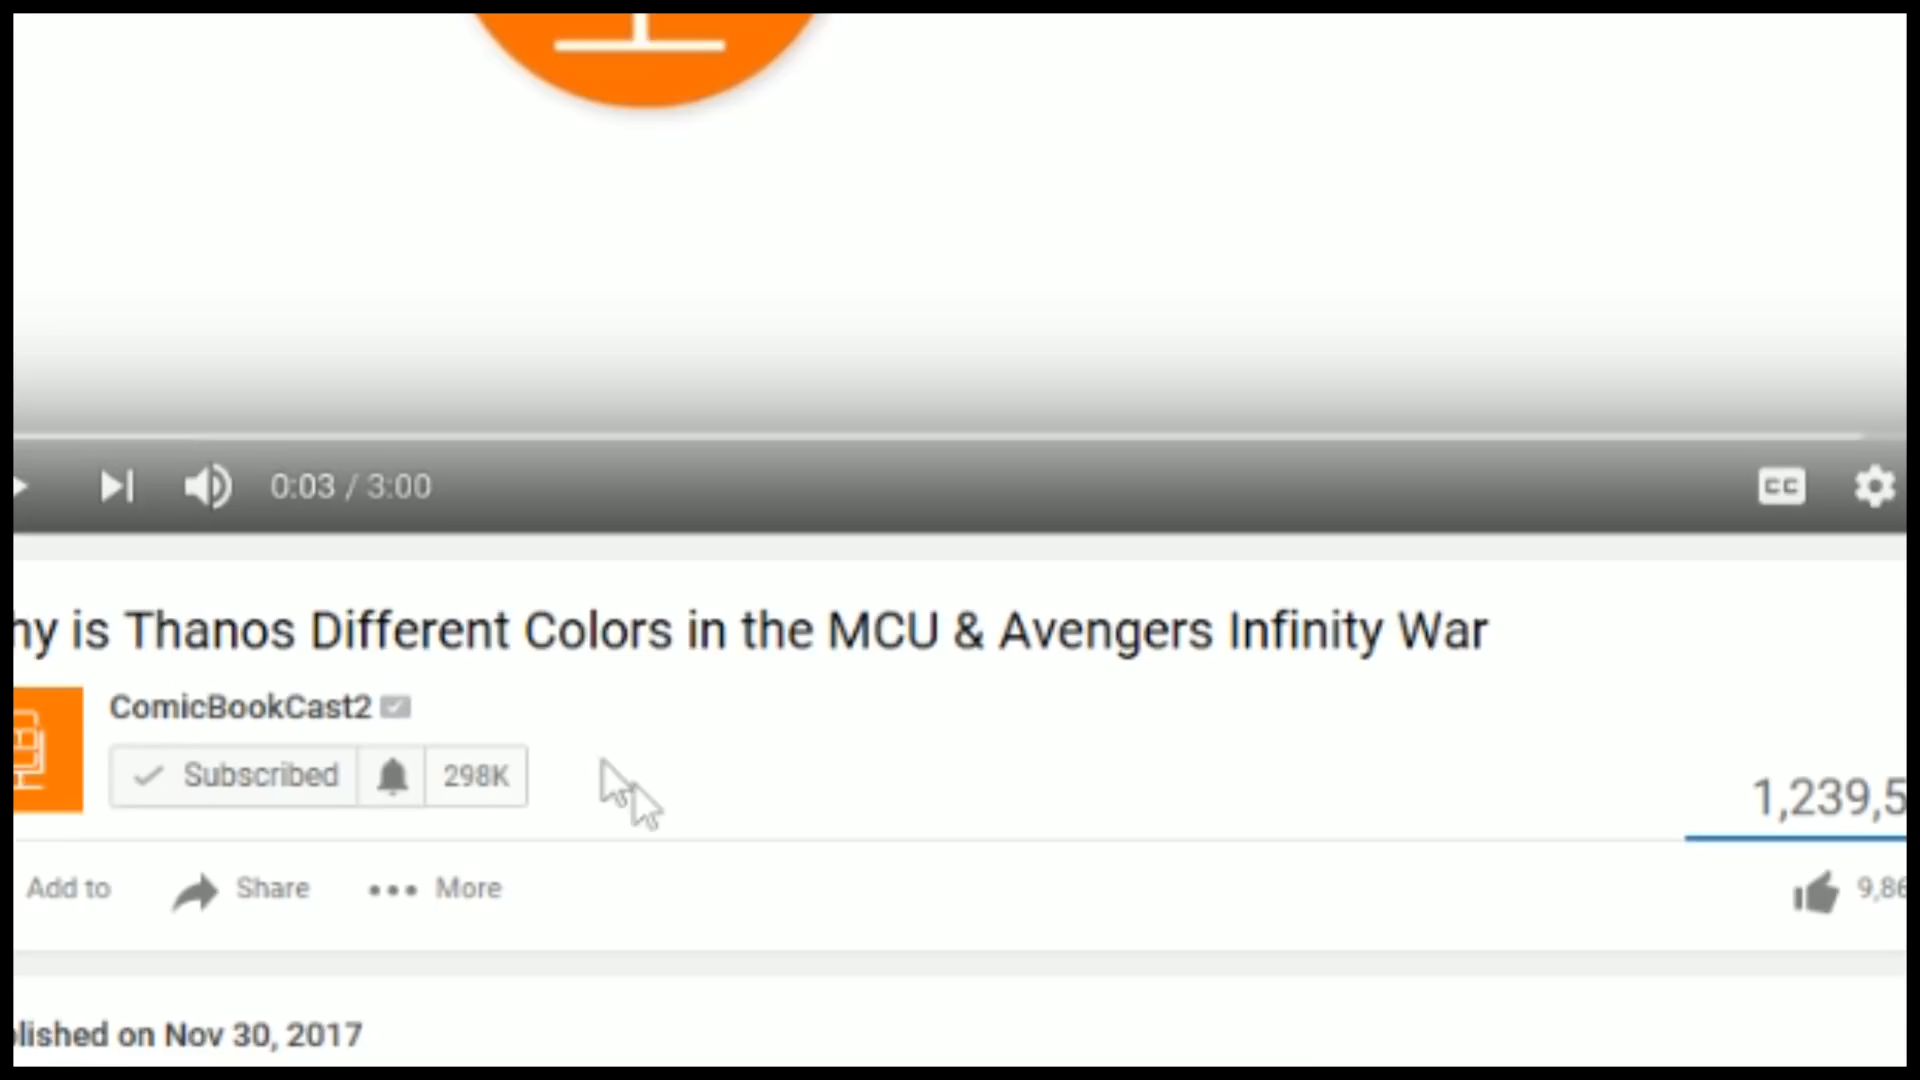 0:03 / 3:00
CC
hy is Thanos Different Colors in the MCU & Avengers Infinity War
ComicBookCast2
Subscribed 298K
1,239,5
Add to Share More
9,86
lished on Nov 30, 2017